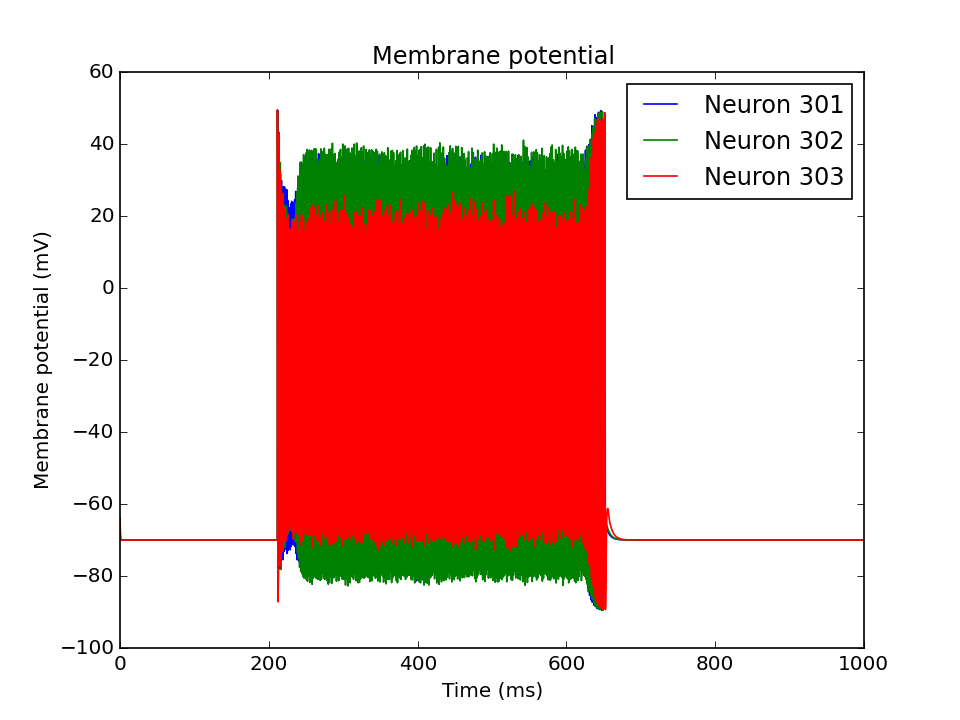 Membrane potential
60
40
20
0
−20
−40
−60
−80
−100
Membrane potential (mV)
Neuron 301
Neuron 302
Neuron 303
0 200 400 600 800 1000
Time (ms)